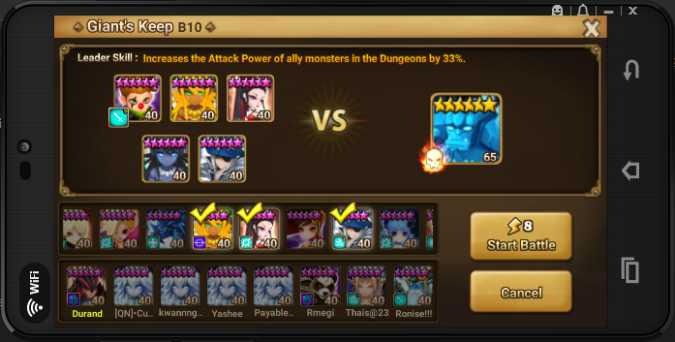 Giant's Keep B10
Leader Skill : Increases the Attack Power of ally monsters in the Dungeons by 33%.
40 40 40
VS
40 40
65
40 40 40 40 40 40 40 40
8
Start Battle
40 40 40 40 40 40 40 40
Durand [QN]-Cu.. kwannng.. Yashee Payable.. Rmegi Thais@23 Ronise!!!
Cancel
WiFi